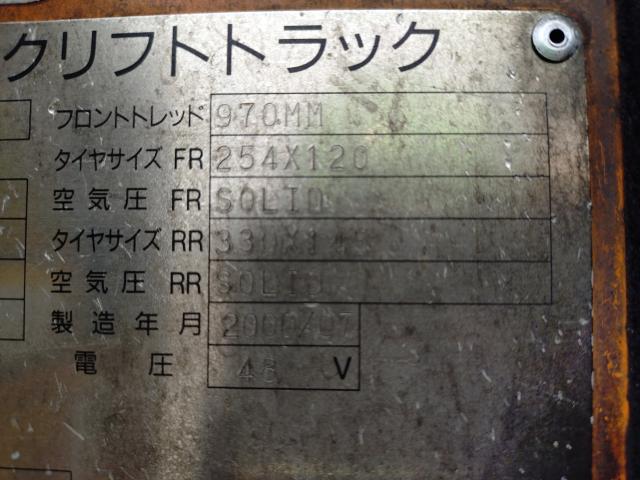 クリフトトラック
フロントトレッド 970MM
タイヤサイズ FR 254X120
空気圧 FR SOLID
タイヤサイズ RR
空気圧 RR SOLID
製造年月 2000/07
電圧 48 V